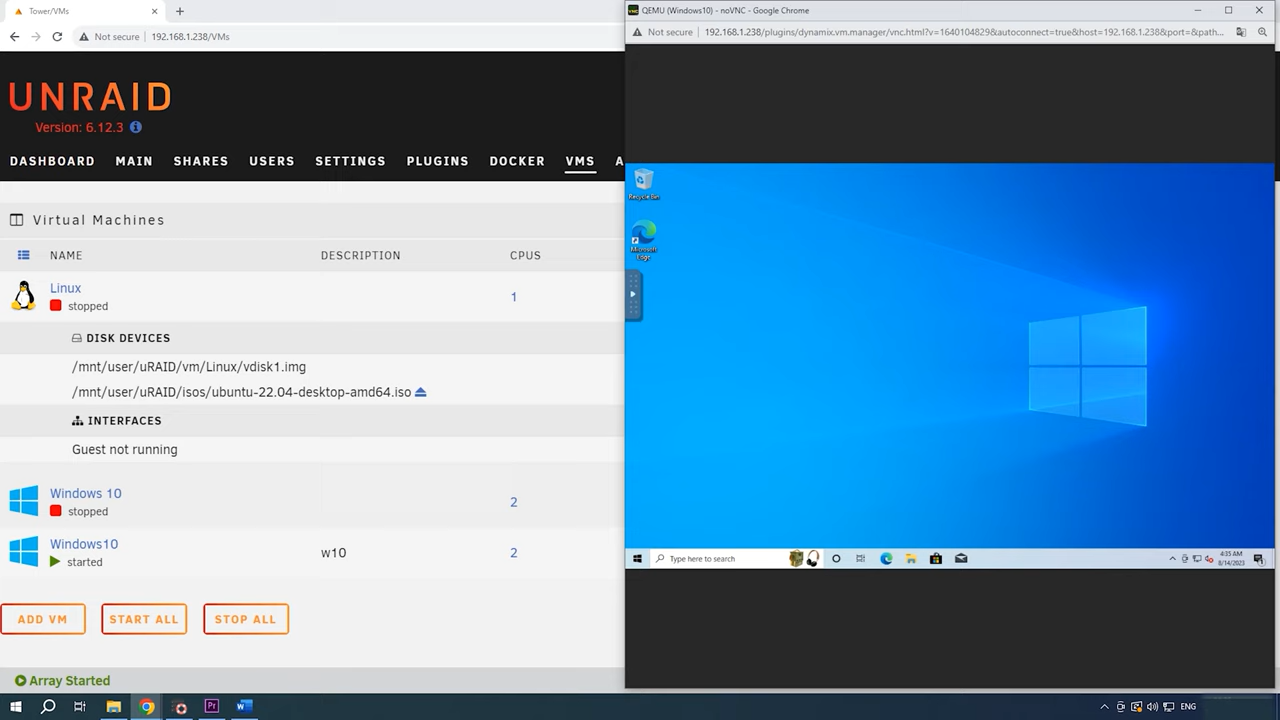 Tower/VMs
Not secure 192.168.1.238/VMs
UNRAID
Version: 6.12.3
DASHBOARD MAIN SHARES USERS SETTINGS PLUGINS DOCKER VMS A
Virtual Machines
NAME DESCRIPTION CPUS
Linux
stopped
1
DISK DEVICES
/mnt/user/uRAID/vm/Linux/vdisk1.img
/mnt/user/uRAID/isos/ubuntu-22.04-desktop-amd64.iso
INTERFACES
Guest not running
Windows 10
stopped
2
Windows10
started
w10
2
ADD VM START ALL STOP ALL
Array Started
QEMU (Windows10) - noVNC - Google Chrome
Not secure 192.168.1.238/plugins/dynamix.vm.manager/vnc.html?v=1640104829&autoconnect=true&host=192.168.1.238&port=&path...
Recycle Bin
Microsoft
Edge
Type here to search
4:35 AM
8/14/2023
ENG